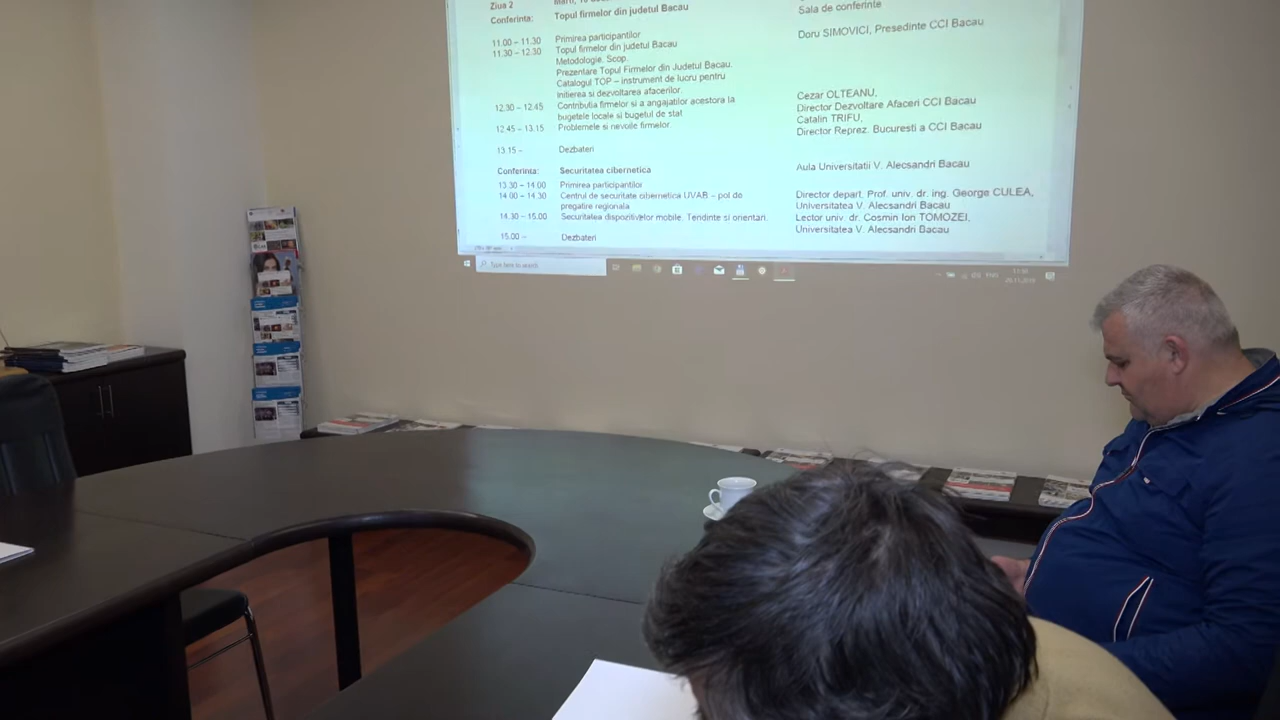 Ziua 2
Conferinta: Topul firmelor din judetul Bacau
Sala de conferinte
11.00 – 11.30 Primirea participantilor Doru SIMOVICI, Presedinte CCI Bacau
11.30 – 12.30 Topul firmelor din judetul Bacau
Metodologie. Scop.
Prezentare Topul Firmelor din Judetul Bacau.
Catalogul TOP – instrument de lucru pentru
initierea si dezvoltarea afacerilor. Cezar OLTEANU,
12.30 – 12.45 Contributia firmelor si a angajatilor acestora la Director Dezvoltare Afaceri CCI Bacau
bugetele locale si bugetul de stat Catalin TRIFU,
12.45 – 13.15 Problemele si nevoile firmelor. Director Reprez. Bucuresti a CCI Bacau
13.15 – Dezbateri
Conferinta: Securitatea cibernetica Aula Universitatii V. Alecsandri Bacau
13.30 – 14.00 Primirea participantilor
14.00 – 14.30 Centrul de securitate cibernetica UVAB – pol de Director depart. Prof. univ. dr. ing. George CULEA,
pregatire regionala Universitatea V. Alecsandri Bacau
14.30 – 15.00 Securitatea dispozitivelor mobile. Tendinte si orientari. Lector univ. dr. Cosmin Ion TOMOZEI,
Universitatea V. Alecsandri Bacau
15.00 – Dezbateri
Type here to search
ENG